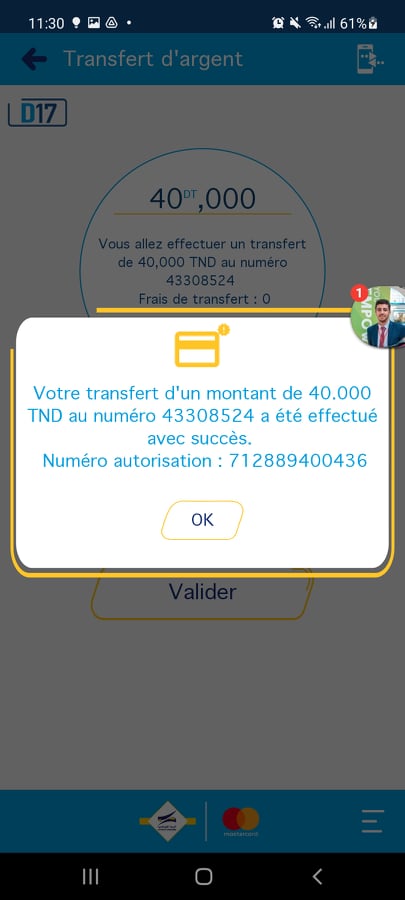 11:30
61%
Transfert d'argent
D17
40DT,000
Vous allez effectuer un transfert
de 40,000 TND au numéro
43308524
Frais de transfert : 0
1
Votre transfert d'un montant de 40.000
TND au numéro 43308524 a été effectué
avec succès.
Numéro autorisation : 712889400436
OK
Valider
mastercard